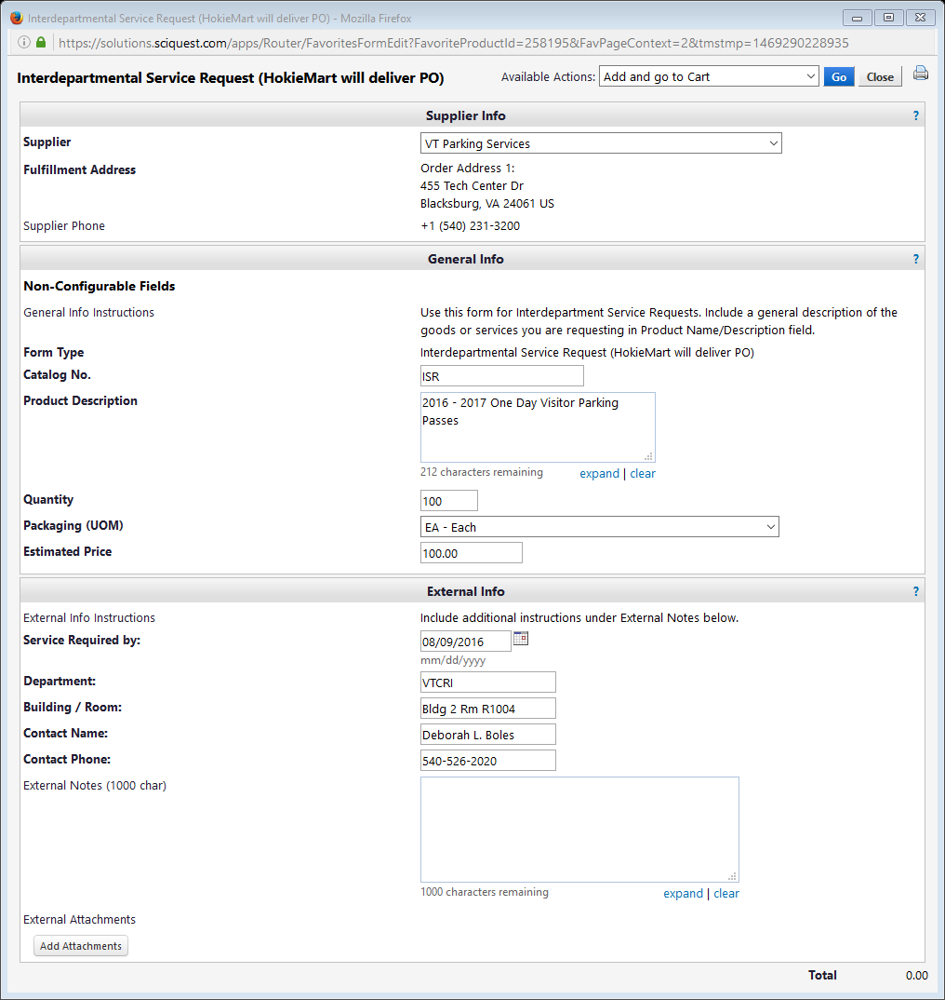 Interdepartmental Service Request (HokieMart will deliver PO) - Mozilla Firefox
https://solutions.sciquest.com/apps/Router/FavoritesFormEdit?FavoriteProductId=258195&FavPageContext=2&tmstmp=1469290228935
Interdepartmental Service Request (HokieMart will deliver PO) Available Actions: Add and go to Cart Go Close
Supplier Info ?
Supplier VT Parking Services
Fulfillment Address Order Address 1:
455 Tech Center Dr
Blacksburg, VA 24061 US
Supplier Phone +1 (540) 231-3200
General Info ?
Non-Configurable Fields
General Info Instructions Use this form for Interdepartment Service Requests. Include a general description of the
goods or services you are requesting in Product Name/Description field.
Form Type Interdepartmental Service Request (HokieMart will deliver PO)
Catalog No. ISR
Product Description 2016 - 2017 One Day Visitor Parking
Passes
212 characters remaining expand | clear
Quantity 100
Packaging (UOM) EA - Each
Estimated Price 100.00
External Info ?
External Info Instructions Include additional instructions under External Notes below.
Service Required by: 08/09/2016
mm/dd/yyyy
Department: VTCRI
Building / Room: Bldg 2 Rm R1004
Contact Name: Deborah L. Boles
Contact Phone: 540-526-2020
External Notes (1000 char)
1000 characters remaining expand | clear
External Attachments
Add Attachments
Total 0.00